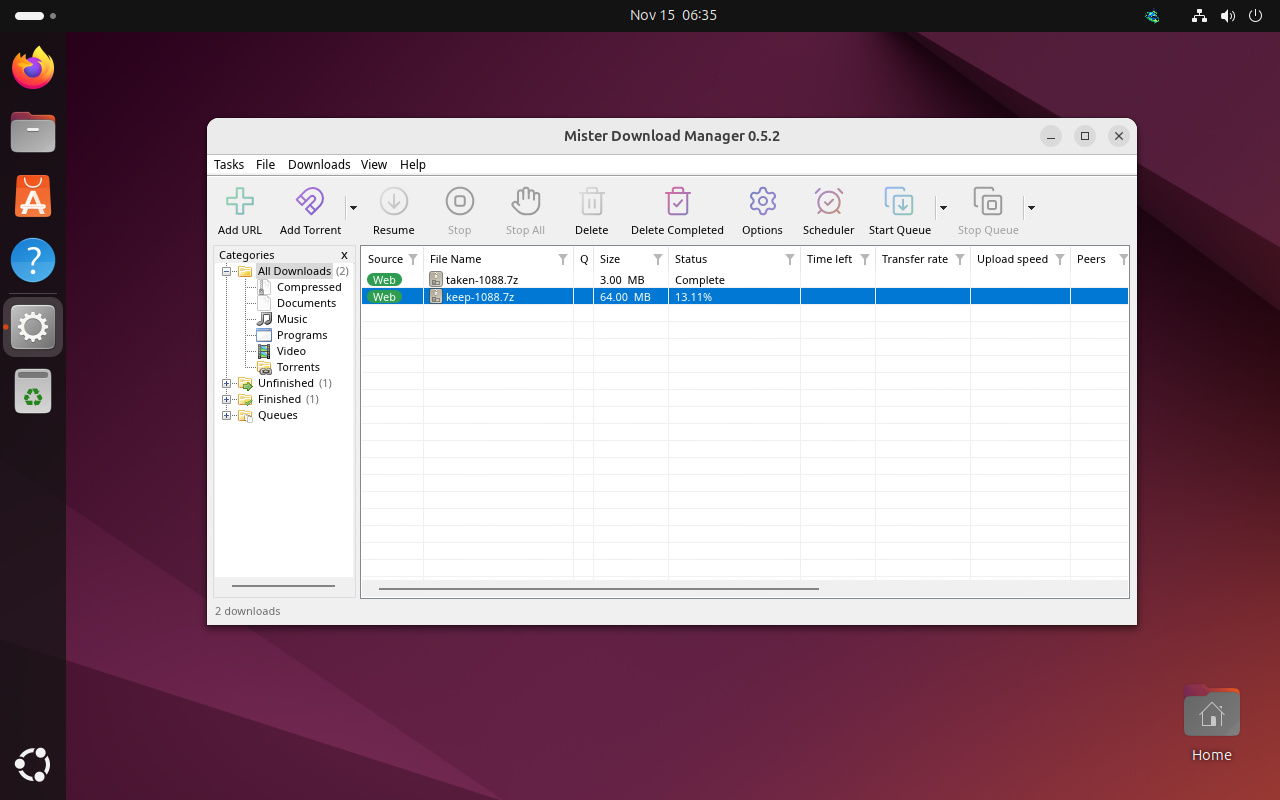 Nov 15 06:35
Mister Download Manager 0.5.2
Tasks File Downloads View Help
Add URL Add Torrent Resume Stop Stop All Delete Delete Completed Options Scheduler Start Queue Stop Queue
Categories X
Source File Name Q Size Status Time left Transfer rate Upload speed Peers
All Downloads (2)
Compressed
Documents
Music
Programs
Video
Torrents
Unfinished (1)
Finished (1)
Queues
Web taken-1088.7z 3.00 MB Complete
Web keep-1088.7z 64.00 MB 13.11%
2 downloads
Home